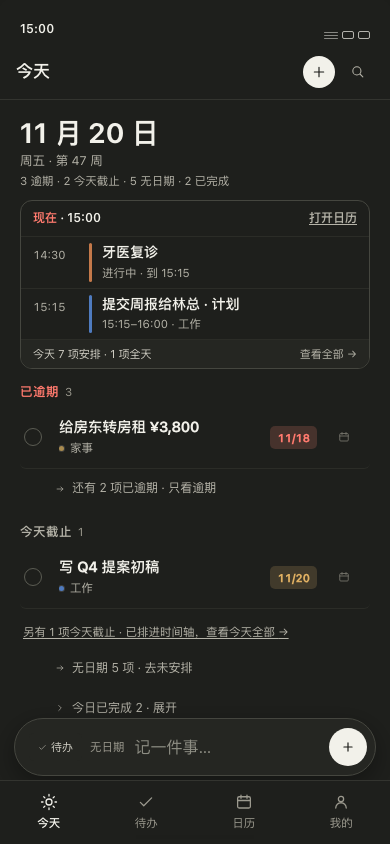 15:00
今天
11 月 20 日
周五 · 第 47 周
3 逾期 · 2 今天截止 · 5 无日期 · 2 已完成
现在 · 15:00 打开日历
14:30 牙医复诊
进行中 · 到 15:15
15:15 提交周报给林总 · 计划
15:15–16:00 · 工作
今天 7 项安排 · 1 项全天 查看全部 →
已逾期 3
给房东转房租 ¥3,800 11/18
家事
→ 还有 2 项已逾期 · 只看逾期
今天截止 1
写 Q4 提案初稿 11/20
工作
另有 1 项今天截止 · 已排进时间轴，查看今天全部 →
→ 无日期 5 项 · 去未安排
› 今日已完成 2 · 展开
✓ 待办 无日期 记一件事…
今天 待办 日历 我的